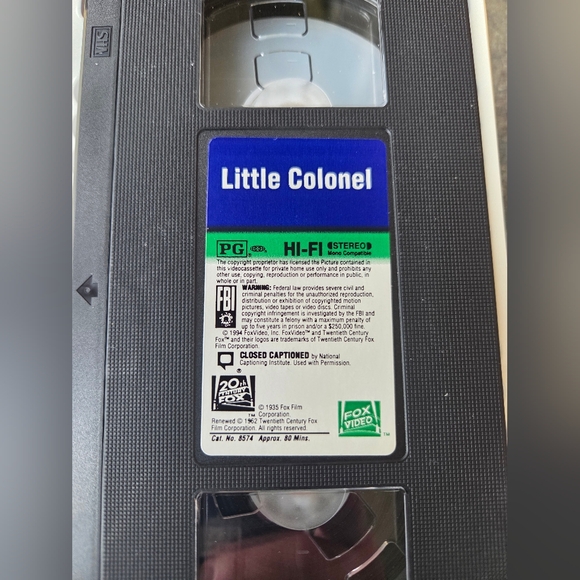 VHS
Little Colonel
PG ® HI-FI STEREO
Mono Compatible
The copyright proprietor has licensed the Picture contained in
this videocassette for private home use only and prohibits any
other use, copying, reproduction or performance in public, in
whole or in part.
FBI WARNING: Federal law provides severe civil and
criminal penalties for the unauthorized reproduction,
distribution or exhibition of copyrighted motion
pictures, video tapes or video discs. Criminal
copyright infringement is investigated by the FBI and
may constitute a felony with a maximum penalty of
up to five years in prison and/or a $250,000 fine.
© 1994 FoxVideo, Inc. FoxVideo™ and Twentieth Century
Fox™ and their logos are trademarks of Twentieth Century Fox
Film Corporation.
CLOSED CAPTIONED by National
Captioning Institute. Used with Permission.
®
20th
CENTURY
FOX
™ © 1935 Fox Film
Corporation.
Renewed © 1962 Twentieth Century Fox
Film Corporation. All rights reserved.
FOX
VIDEO
™
Cat. No. 8574 Approx. 80 Mins.